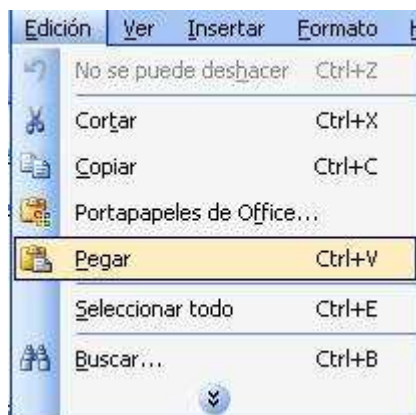 Edición Ver Insertar Formato
No se puede deshacer Ctrl+Z
Cortar Ctrl+X
Copiar Ctrl+C
Portapapeles de Office...
Pegar Ctrl+V
Seleccionar todo Ctrl+E
Buscar... Ctrl+B